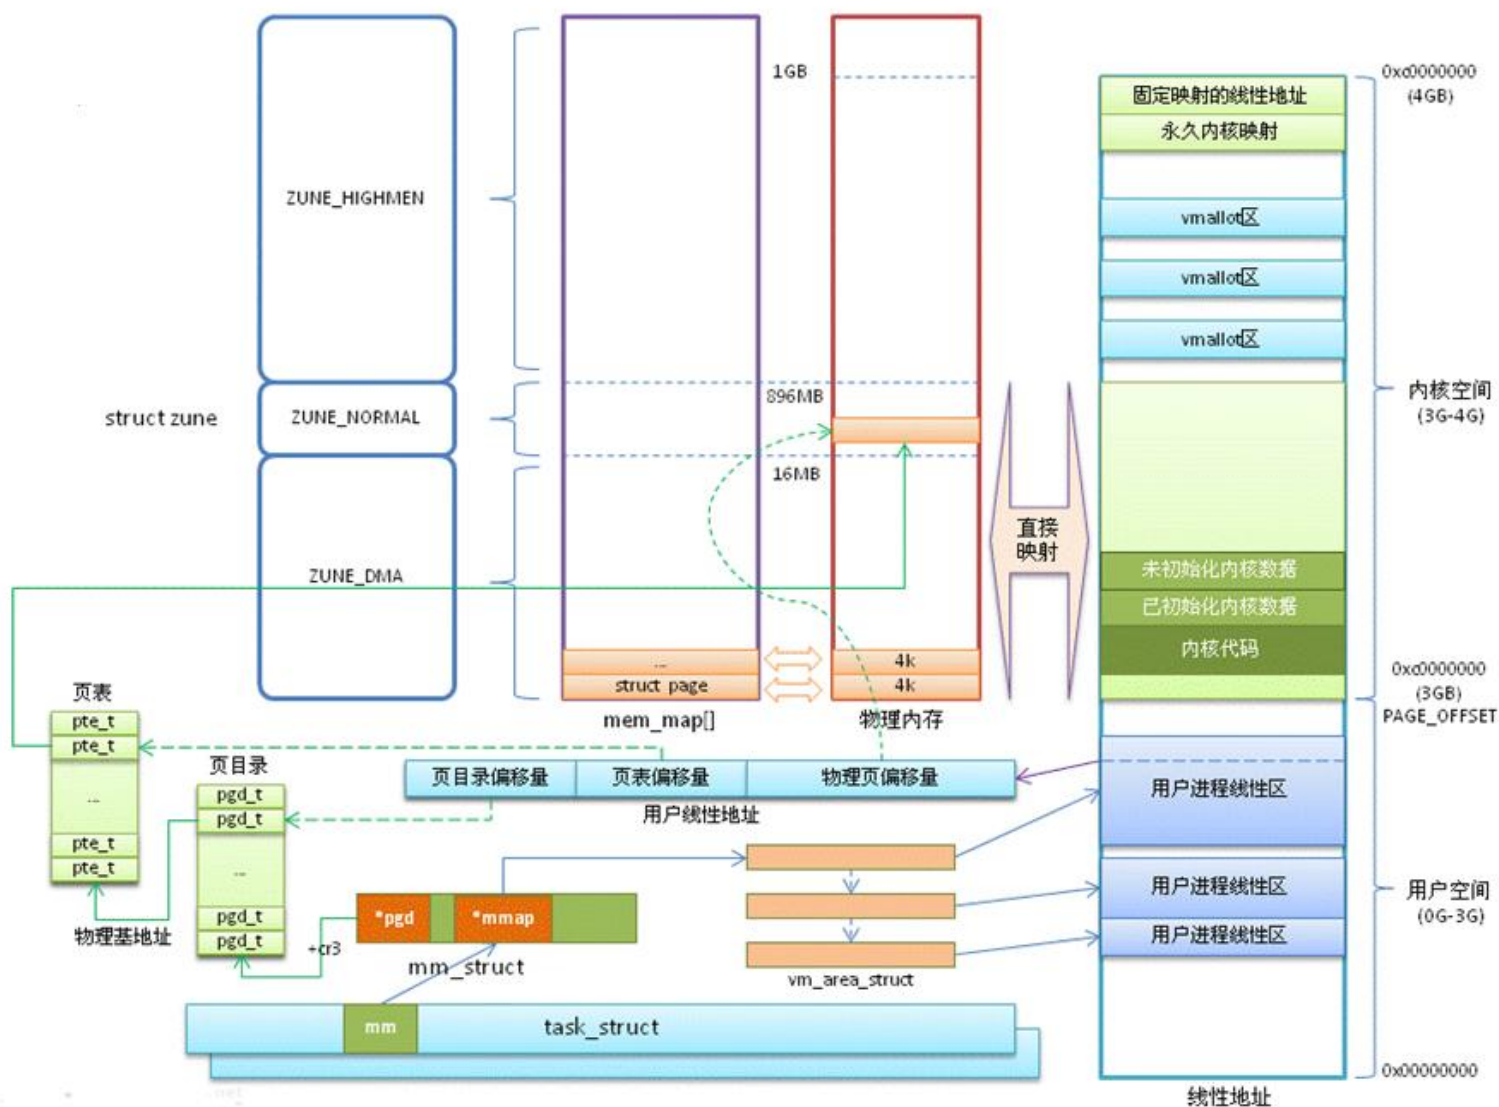 1GB
0xd0000000
(4GB)
固定映射的线性地址
永久内核映射
ZUNE_HIGHMEN
vmallot区
vmallot区
vmallot区
896MB
struct zune
ZUNE_NORMAL
内核空间
(3G-4G)
16MB
直接
映射
ZUNE_DMA
未初始化内核数据
已初始化内核数据
内核代码
...
4k
struct page
4k
0xd0000000
(3GB)
PAGE_OFFSET
mem_map[]
物理内存
页表
pte_t
pte_t
...
pte_t
pte_t
页目录
pgd_t
pgd_t
...
pgd_t
pgd_t
页目录偏移量
页表偏移量
物理页偏移量
用户线性地址
用户进程线性区
用户进程线性区
用户进程线性区
用户空间
(0G-3G)
物理基地址
+cr3
*pgd
*mmap
mm_struct
vm_area_struct
mm
task_struct
0x00000000
线性地址